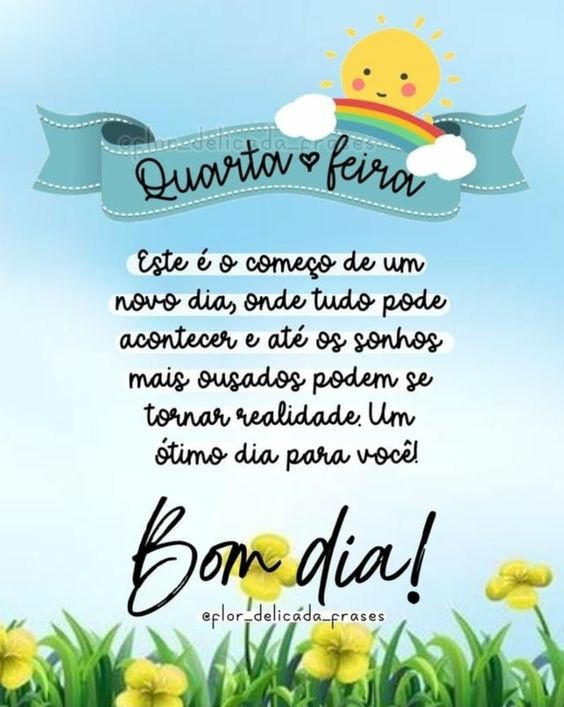 @flor_delicada_frases
Quarta feira
Este é o começo de um
novo dia, onde tudo pode
acontecer e até os sonhos
mais ousados podem se
tornar realidade. Um
ótimo dia para você!
Bom dia!
@flor_delicada_frases